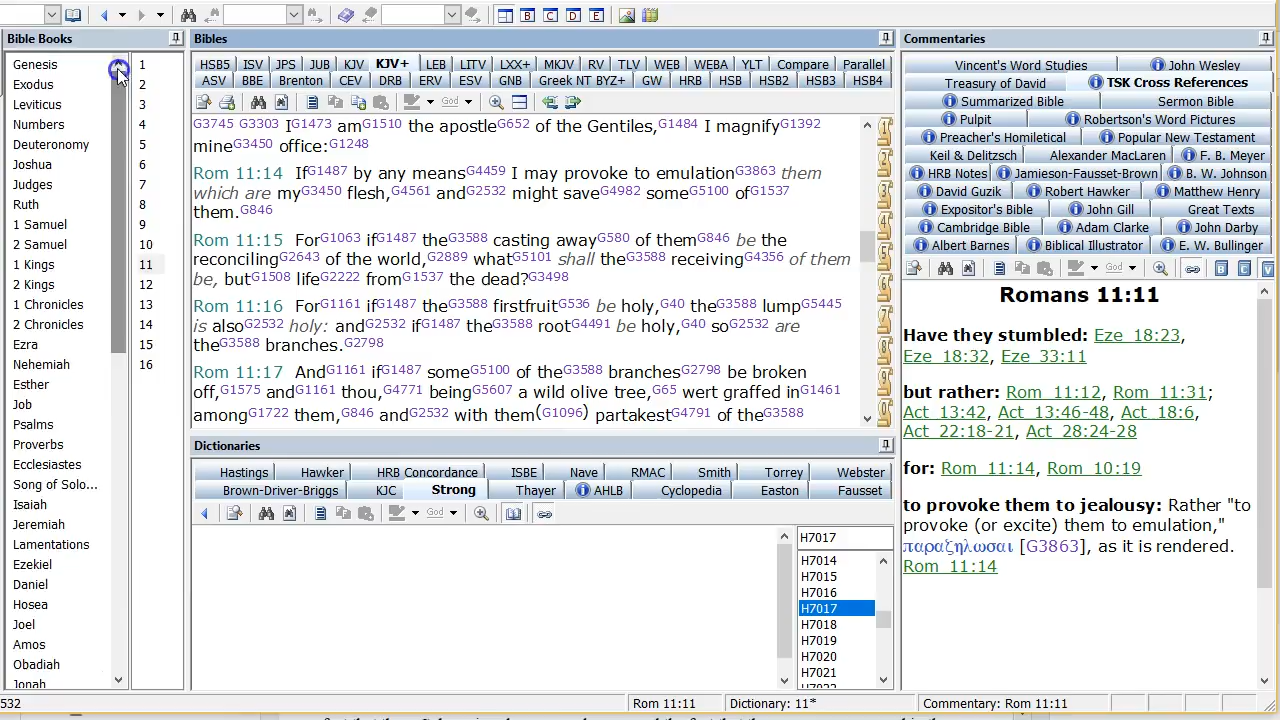 B C D E
Bible Books
Genesis
Exodus
Leviticus
Numbers
Deuteronomy
Joshua
Judges
Ruth
1 Samuel
2 Samuel
1 Kings
2 Kings
1 Chronicles
2 Chronicles
Ezra
Nehemiah
Esther
Job
Psalms
Proverbs
Ecclesiastes
Song of Solo...
Isaiah
Jeremiah
Lamentations
Ezekiel
Daniel
Hosea
Joel
Amos
Obadiah
Jonah
1
2
3
4
5
6
7
8
9
10
11
12
13
14
15
16
Bibles
HSB5 ISV JPS JUB KJV KJV+ LEB LITV LXX+ MKJV RV TLV WEB WEBA YLT Compare Parallel
ASV BBE Brenton CEV DRB ERV ESV GNB Greek NT BYZ+ GW HRB HSB HSB2 HSB3 HSB4
God
G3745 G3303 I G1473 am G1510 the apostle G652 of the Gentiles, G1484 I magnify G1392
mine G3450 office: G1248
Rom 11:14 If G1487 by any means G4459 I may provoke to emulation G3863 them
which are my G3450 flesh, G4561 and G2532 might save G4982 some G5100 of G1537
them. G846
Rom 11:15 For G1063 if G1487 the G3588 casting away G580 of them G846 be the
reconciling G2643 of the world, G2889 what G5101 shall the G3588 receiving G4356 of them
be, but G1508 life G2222 from G1537 the dead? G3498
Rom 11:16 For G1161 if G1487 the G3588 firstfruit G536 be holy, G40 the G3588 lump G5445
is also G2532 holy: and G2532 if G1487 the G3588 root G4491 be holy, G40 so G2532 are
the G3588 branches. G2798
Rom 11:17 And G1161 if G1487 some G5100 of the G3588 branches G2798 be broken
off, G1575 and G1161 thou, G4771 being G5607 a wild olive tree, G65 wert graffed in G1461
among G1722 them, G846 and G2532 with them (G1096) partakest G4791 of the G3588
Dictionaries
Hastings Hawker HRB Concordance ISBE Nave RMAC Smith Torrey Webster
Brown-Driver-Briggs KJC Strong Thayer AHLB Cyclopedia Easton Fausset
God
H7017
H7014
H7015
H7016
H7017
H7018
H7019
H7020
H7021
H7022
Commentaries
Vincent's Word Studies John Wesley
Treasury of David TSK Cross References
Summarized Bible Sermon Bible
Pulpit Robertson's Word Pictures
Preacher's Homiletical Popular New Testament
Keil & Delitzsch Alexander MacLaren F. B. Meyer
HRB Notes Jamieson-Fausset-Brown B. W. Johnson
David Guzik Robert Hawker Matthew Henry
Expositor's Bible John Gill Great Texts
Cambridge Bible Adam Clarke John Darby
Albert Barnes Biblical Illustrator E. W. Bullinger
God B C V
Romans 11:11
Have they stumbled: Eze 18:23,
Eze 18:32, Eze 33:11
but rather: Rom 11:12, Rom 11:31;
Act 13:42, Act 13:46-48, Act 18:6,
Act 22:18-21, Act 28:24-28
for: Rom 11:14, Rom 10:19
to provoke them to jealousy: Rather "to
provoke (or excite) them to emulation,"
παραζηλωσαι [G3863], as it is rendered.
Rom 11:14
532 Rom 11:11 Dictionary: 11* Commentary: Rom 11:11